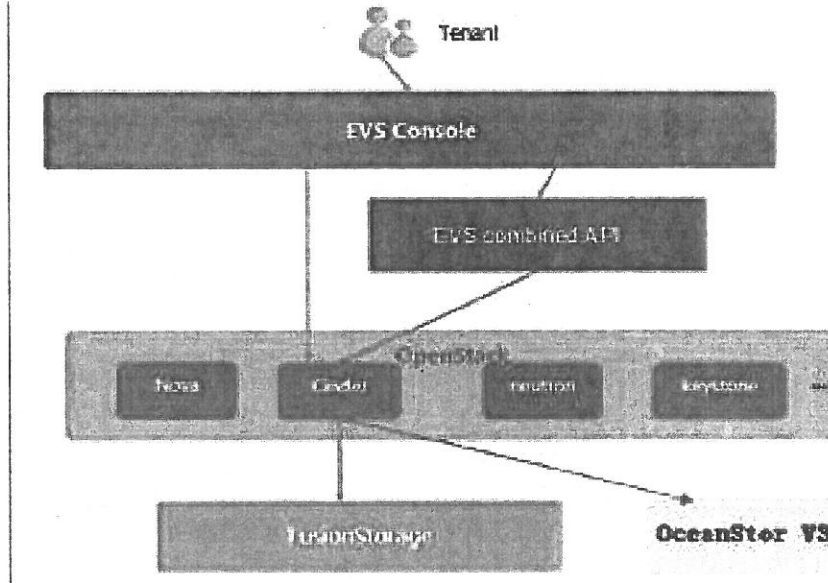 Tenant
EVS Console
EVS combined API
OpenStack
Nova
Cinder
neutron
keystone
FusionStorage
OceanStor V3